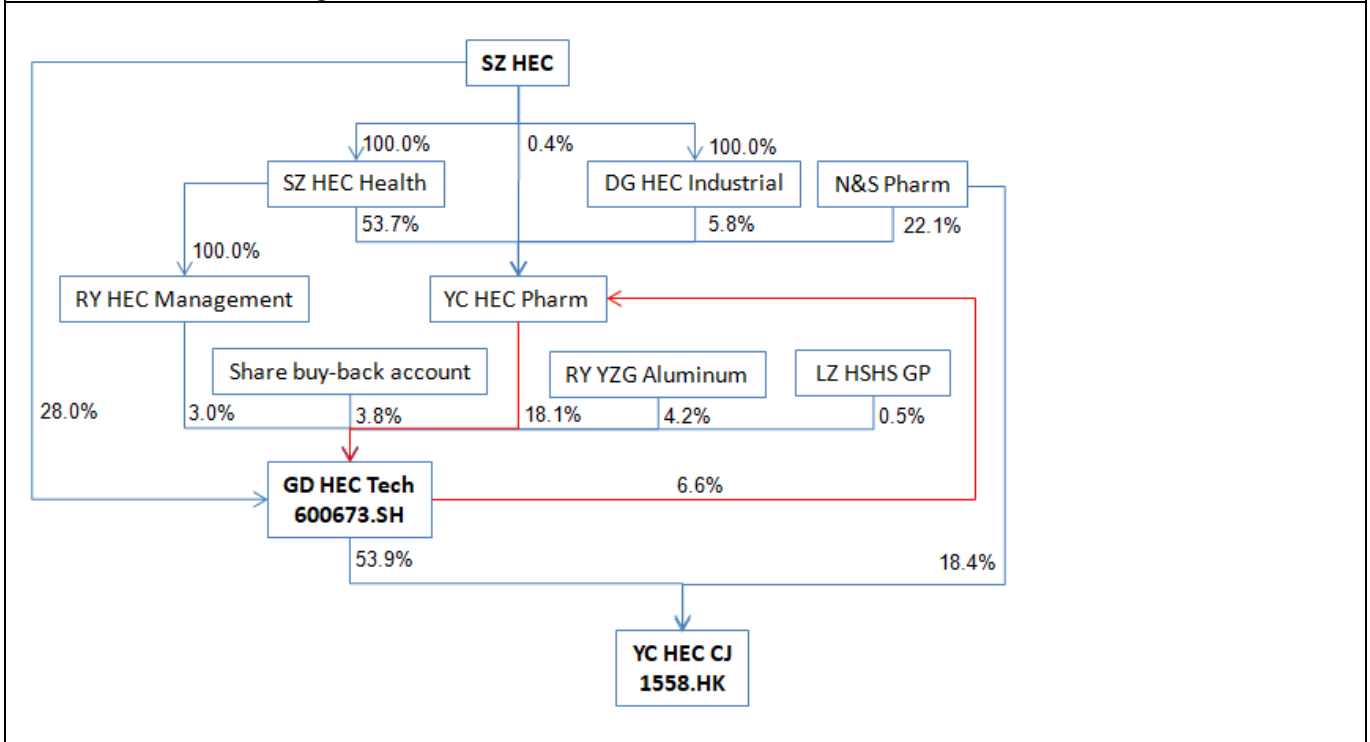 SZ HEC
100.0%
0.4%
100.0%
SZ HEC Health
DG HEC Industrial
N&S Pharm
53.7%
5.8%
22.1%
100.0%
RY HEC Management
YC HEC Pharm
Share buy-back account
RY YZG Aluminum
LZ HSHS GP
28.0%
3.0%
3.8%
18.1%
4.2%
0.5%
GD HEC Tech
600673.SH
6.6%
53.9%
18.4%
YC HEC CJ
1558.HK